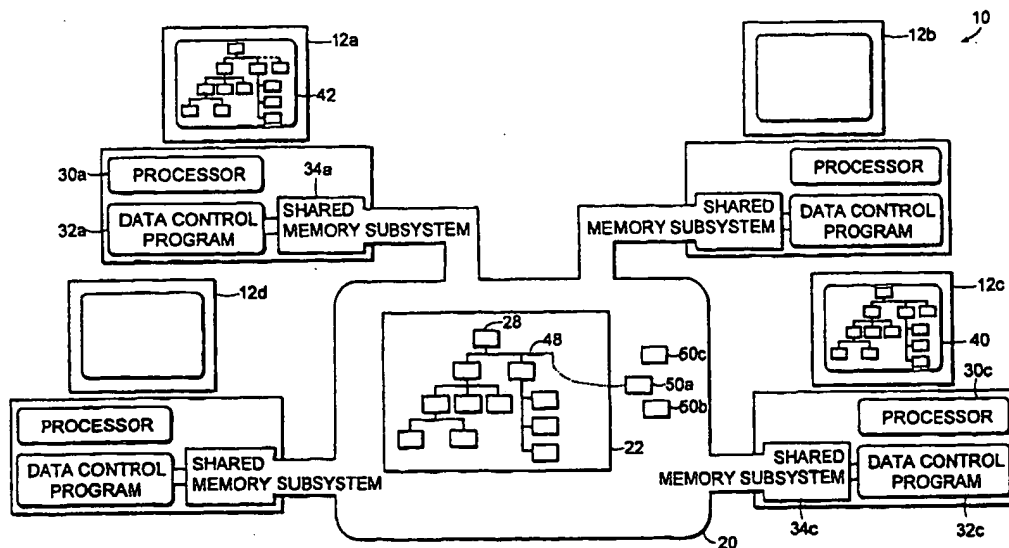 12a
12b
10
42
30a
PROCESSOR
34a
32a
DATA CONTROL
PROGRAM
SHARED
MEMORY SUBSYSTEM
PROCESSOR
SHARED
MEMORY SUBSYSTEM
DATA CONTROL
PROGRAM
12d
12c
40
28
48
50c
50a
50b
22
30c
PROCESSOR
DATA CONTROL
PROGRAM
SHARED
MEMORY SUBSYSTEM
PROCESSOR
SHARED
MEMORY SUBSYSTEM
DATA CONTROL
PROGRAM
20
34c
32c